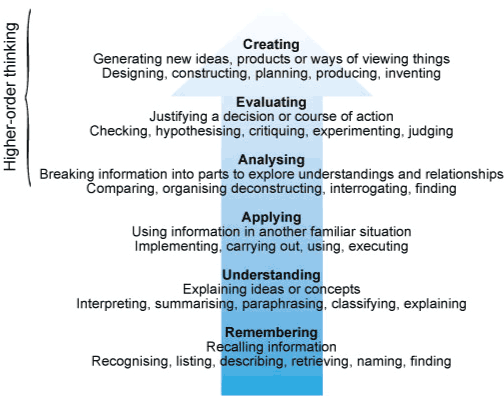 Higher-order thinking
Creating
Generating new ideas, products or ways of viewing things
Designing, constructing, planning, producing, inventing
Evaluating
Justifying a decision or course of action
Checking, hypothesising, critiquing, experimenting, judging
Analysing
Breaking information into parts to explore understandings and relationships
Comparing, organising deconstructing, interrogating, finding
Applying
Using information in another familiar situation
Implementing, carrying out, using, executing
Understanding
Explaining ideas or concepts
Interpreting, summarising, paraphrasing, classifying, explaining
Remembering
Recalling information
Recognising, listing, describing, retrieving, naming, finding